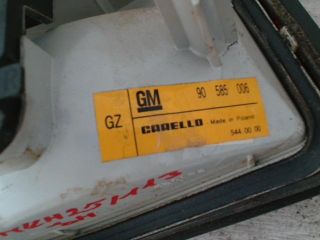 GM 90 585 006
GZ
CARELLO Made in Poland
544 00 00